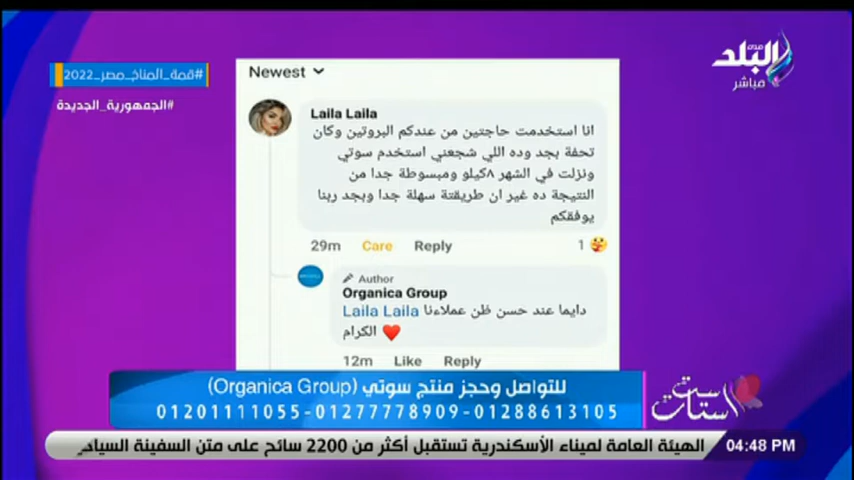 #قمة_المناخ_مصر_2022
#الجمهورية_الجديدة
صدى
البلد
مباشر
Newest
Laila Laila
انا استخدمت حاجتين من عندكم البروتين وكان
تحفة بجد وده اللي شجعني استخدم سوتي
ونزلت في الشهر ٨كيلو ومبسوطة جدا من
النتيجة ده غير ان طريقتة سهلة جدا وبجد ربنا
يوفقكم
29m Care Reply 1
Author
Organica Group
Laila Laila دايما عند حسن ظن عملاءنا
الكرام ❤️
12m Like Reply
للتواصل وحجز منتج سوتي (Organica Group)
01201111055-01277778909-01288613105
ست الستات
الهيئة العامة لميناء الأسكندرية تستقبل أكثر من 2200 سائح على متن السفينة السياحي
04:48 PM